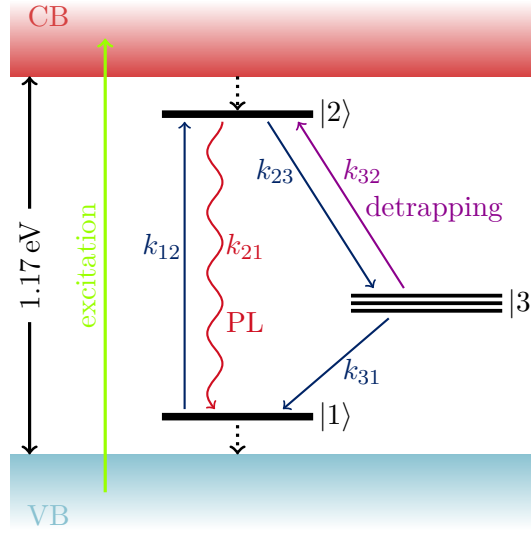 CB
|2⟩
k₂₃
k₃₂
detrapping
1.17 eV
excitation
k₁₂
k₂₁
PL
|3
k₃₁
|1⟩
VB